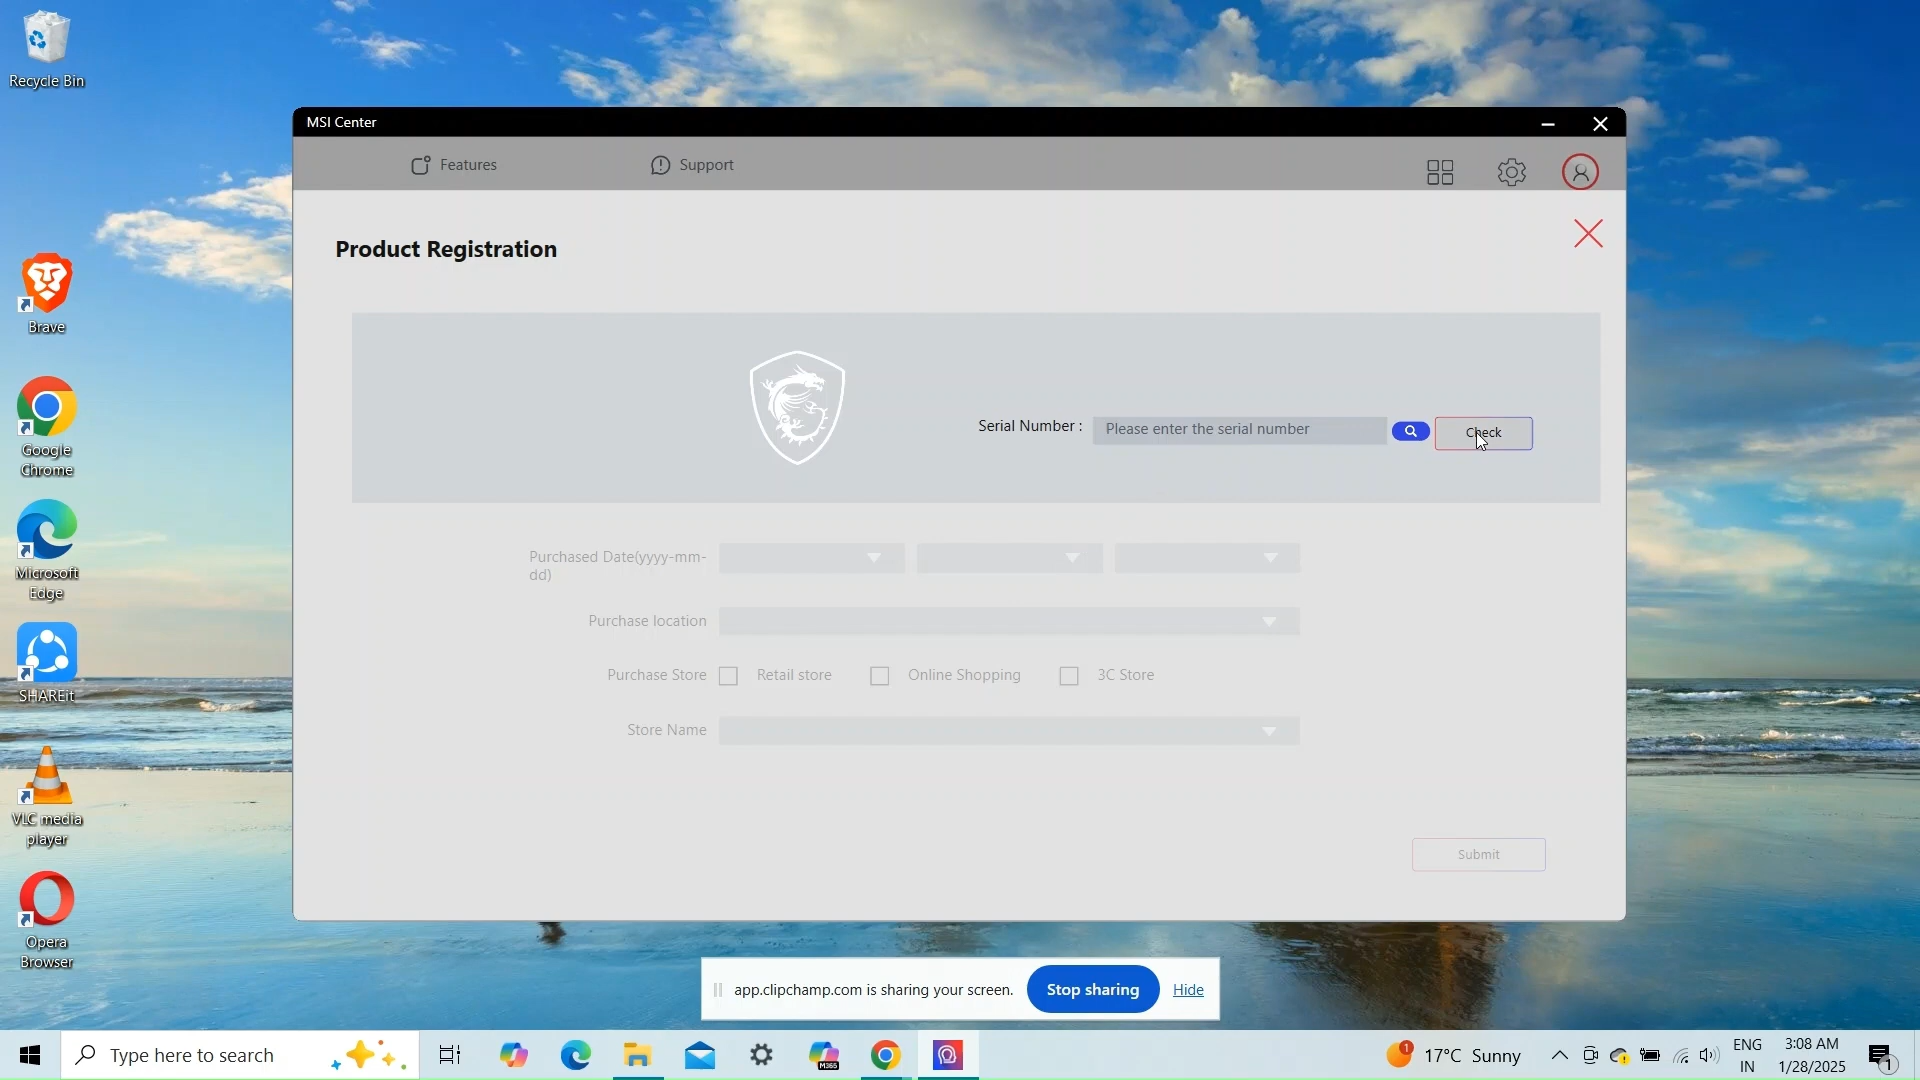 Recycle Bin
Brave
Google
Chrome
Microsoft
Edge
SHAREit
VLC media
player
Opera
Browser
MSI Center
Features
Support
Product Registration
Serial Number :
Please enter the serial number
Check
Purchased Date(yyyy-mm-
dd)
Purchase location
Purchase Store
Retail store
Online Shopping
3C Store
Store Name
Submit
app.clipchamp.com is sharing your screen.
Stop sharing
Hide
Type here to search
M365
1
17°C Sunny
ENG
IN
3:08 AM
1/28/2025
1